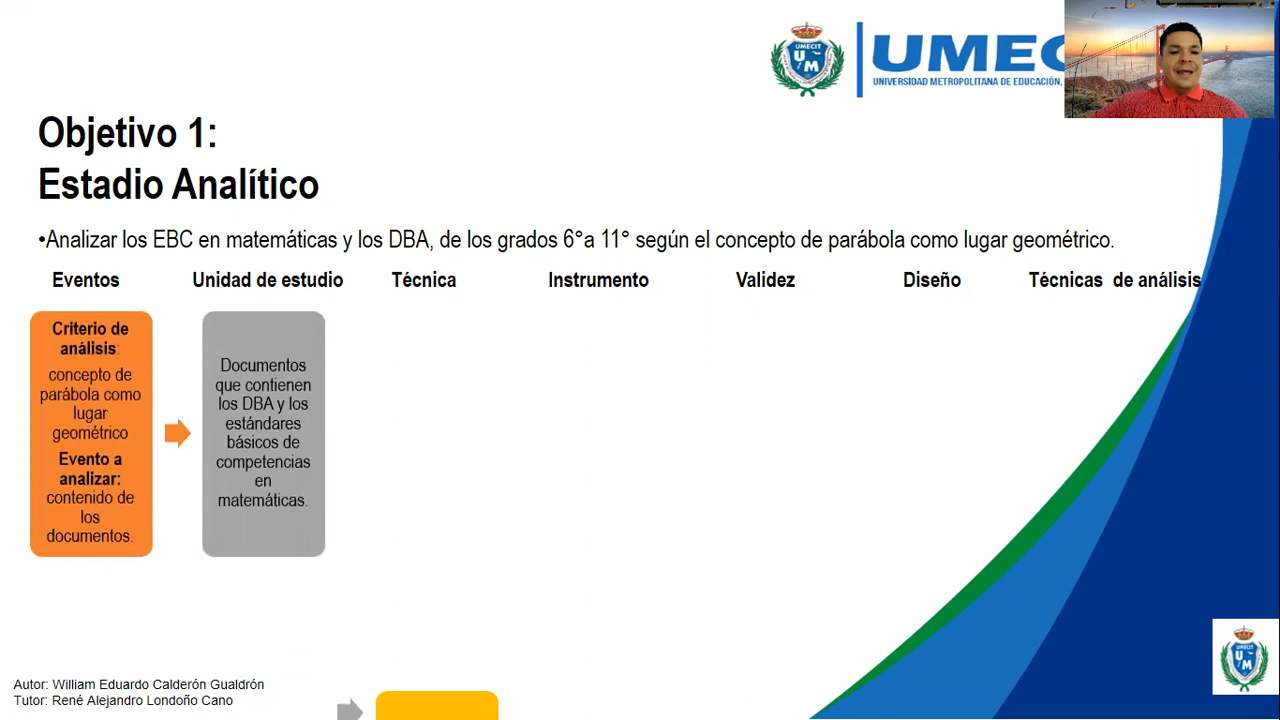 UMECIT
UM
UMEC
UNIVERSIDAD METROPOLITANA DE EDUCACIÓN,
Objetivo 1:
Estadio Analítico
•Analizar los EBC en matemáticas y los DBA, de los grados 6°a 11° según el concepto de parábola como lugar geométrico.
Eventos Unidad de estudio Técnica Instrumento Validez Diseño Técnicas de análisis
Criterio de
análisis:
concepto de
parábola como
lugar
geométrico
Evento a
analizar:
contenido de
los
documentos.
Documentos
que contienen
los DBA y los
estándares
básicos de
competencias
en
matemáticas.
Autor: William Eduardo Calderón Gualdrón
Tutor: René Alejandro Londoño Cano
UMECIT
UM